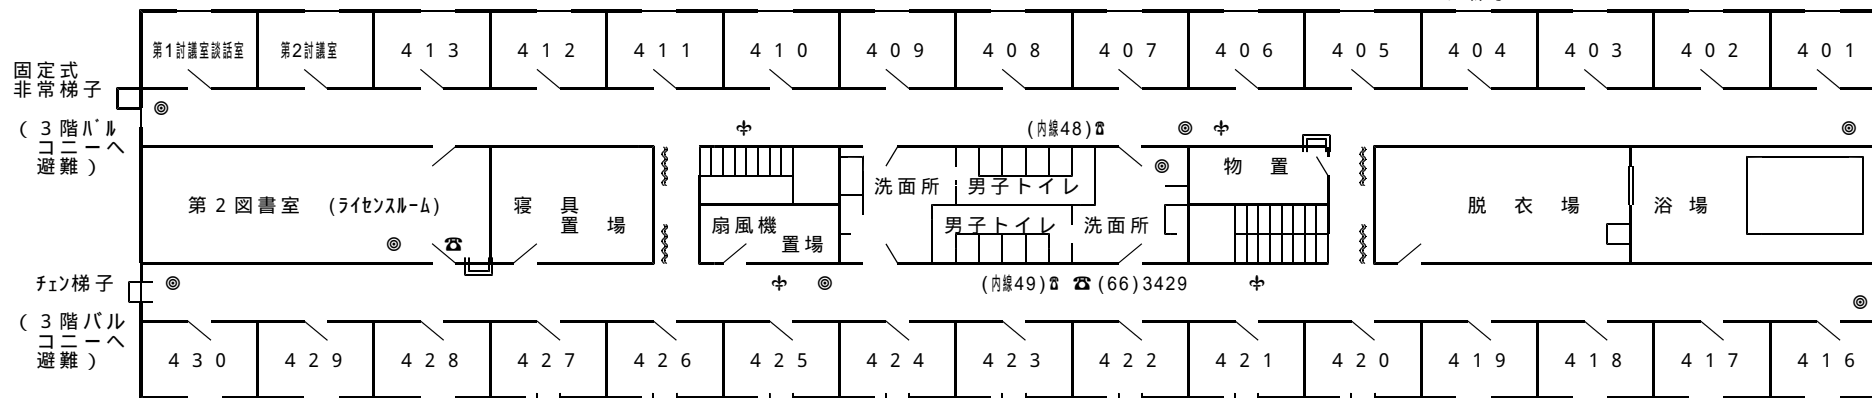 第1討議室談話室 第2討議室 413 412 411 410 409 408 407 406 405 404 403 402 401
固定式
非常梯子
(3階バル
コニーへ
避難)
(内線48)☎
洗面所 男子トイレ 物置
第2図書室 (ライセンスルーム) 寝具
置場
扇風機
置場
男子トイレ 洗面所
脱衣場 浴場
チェン梯子
(内線49)☎ ☎(66)3429
(3階バル
コニーへ
避難)
430 429 428 427 426 425 424 423 422 421 420 419 418 417 416